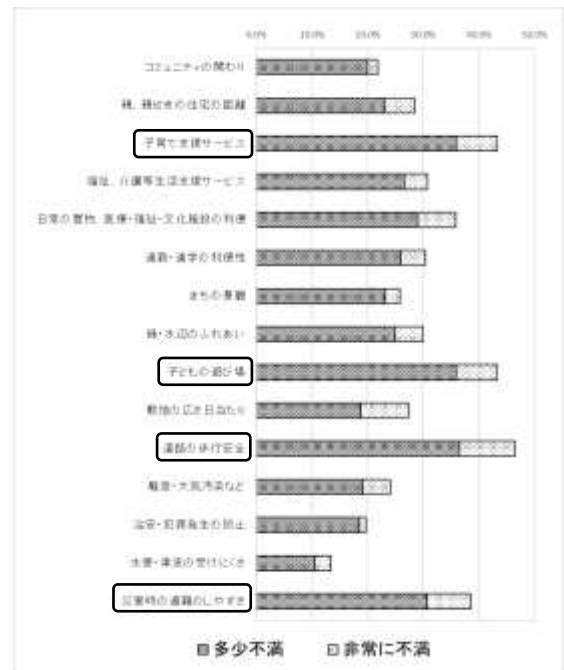 0.0% 10.0% 20.0% 30.0% 40.0% 50.0%
コミュニティの関わり
親、親せきの住宅の距離
子育て支援サービス
福祉、介護等生活支援サービス
日常の買物、医療・福祉・文化施設の利便
通勤・通学の利便性
まちの景観
緑・水辺のふれあい
子どもの遊び場
敷地の広さ日当たり
道路の歩行安全
騒音・大気汚染など
治安・犯罪発生の防止
水害・津波の受けにくさ
災害時の避難のしやすさ
多少不満 非常に不満